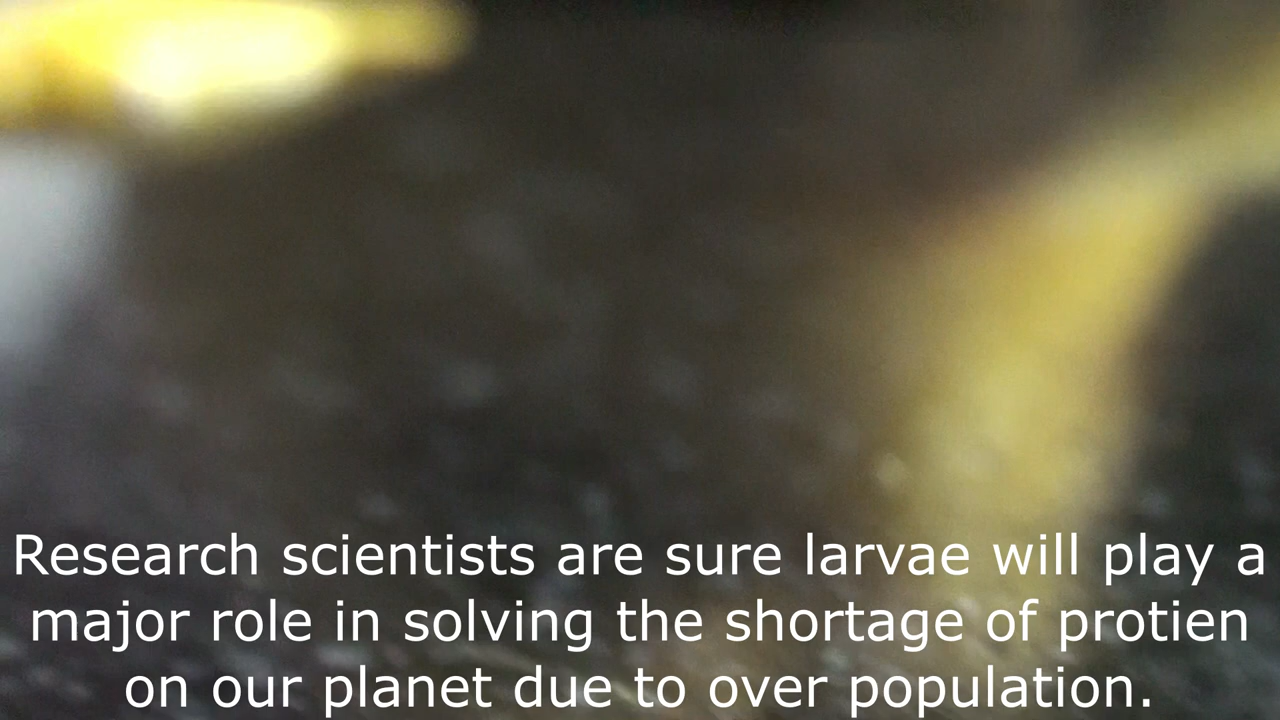 Research scientists are sure larvae will play a
major role in solving the shortage of protien
on our planet due to over population.